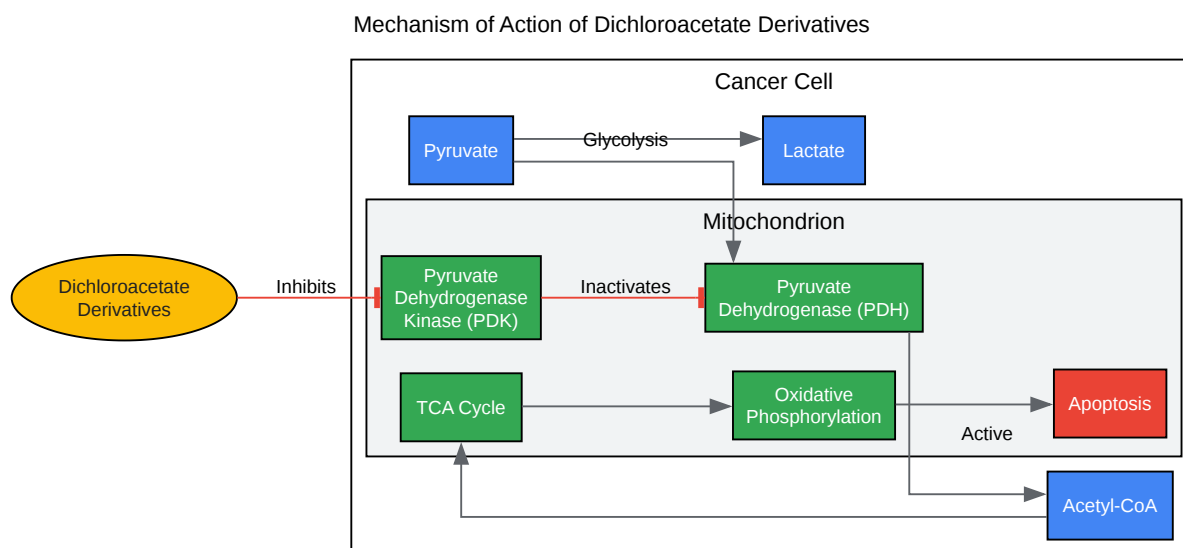 Mechanism of Action of Dichloroacetate Derivatives
Cancer Cell
Pyruvate
Glycolysis
Lactate
Mitochondrion
Dichloroacetate
Derivatives
Inhibits
Pyruvate
Dehydrogenase
Kinase (PDK)
Inactivates
Pyruvate
Dehydrogenase (PDH)
TCA Cycle
Oxidative
Phosphorylation
Apoptosis
Active
Acetyl-CoA